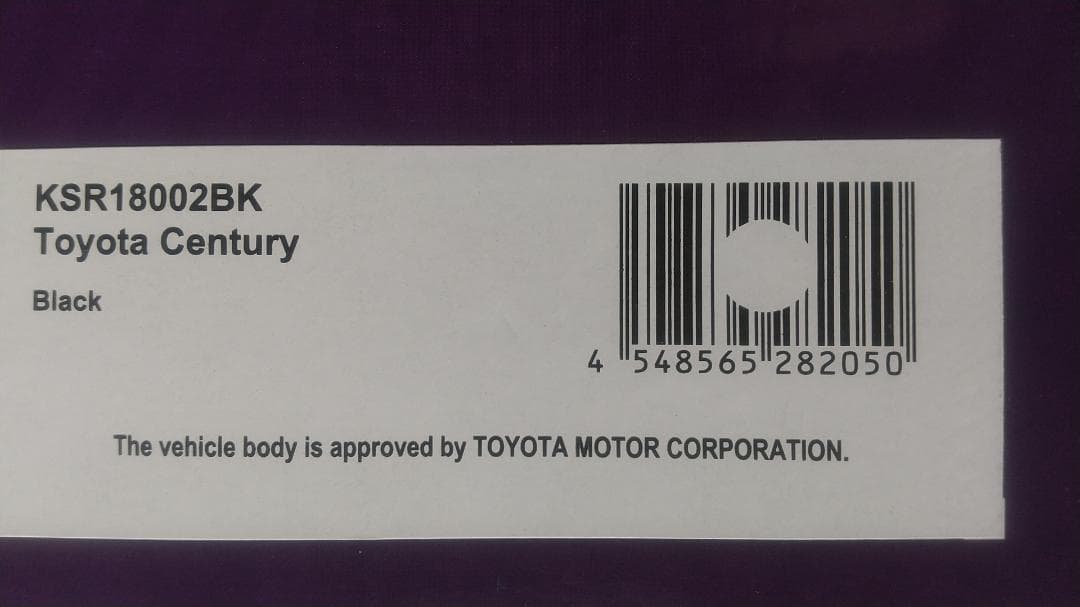 KSR18002BK
Toyota Century
Black
4 548565 282050
The vehicle body is approved by TOYOTA MOTOR CORPORATION.